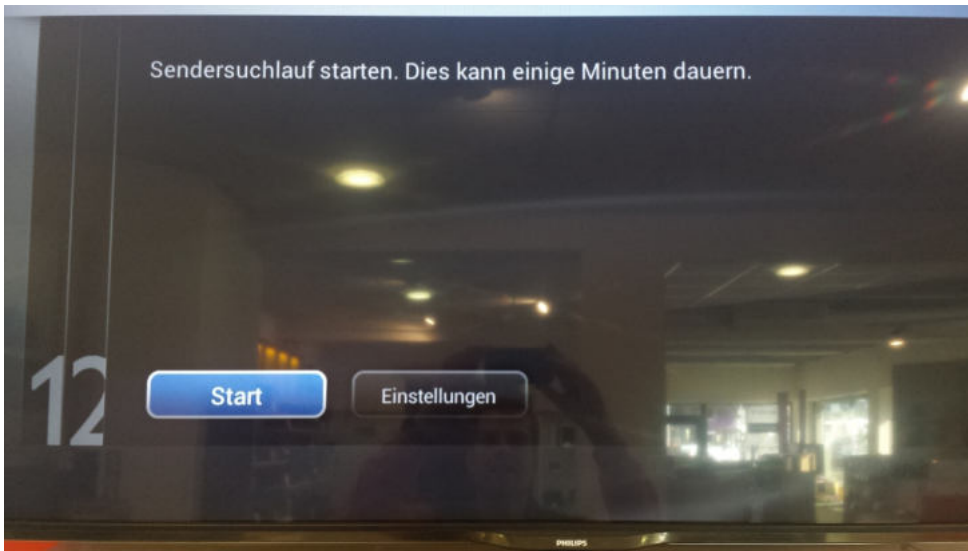 Sendersuchlauf starten. Dies kann einige Minuten dauern.
12
Start
Einstellungen
PHILIPS